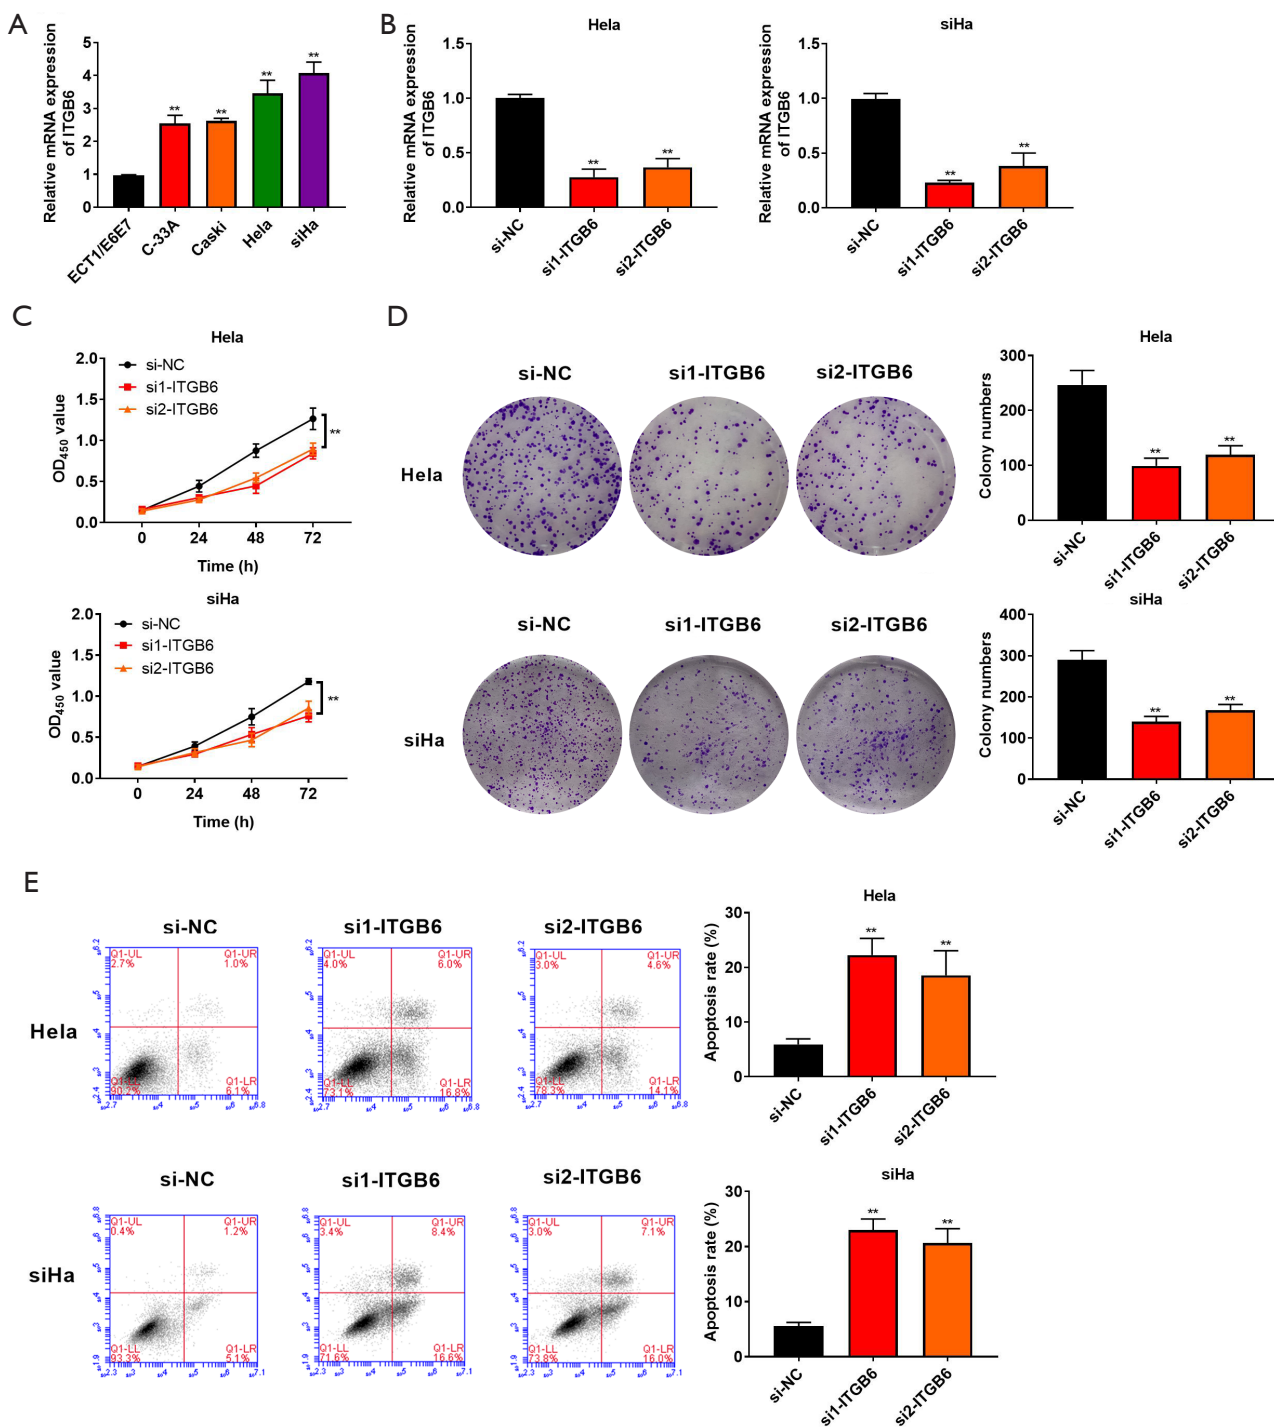 A
Relative mRNA expression
of ITGB6
5
4
3
2
1
0
**
**
**
**
ECT1/E6E7
C-33A
Caski
Hela
siHa
B
Hela
Relative mRNA expression
of ITGB6
1.5
1.0
0.5
0.0
**
**
si-NC
si1-ITGB6
si2-ITGB6
siHa
Relative mRNA expression
of ITGB6
1.5
1.0
0.5
0.0
**
**
si-NC
si1-ITGB6
si2-ITGB6
C
Hela
OD450 value
2.0
1.5
1.0
0.5
0.0
si-NC
si1-ITGB6
si2-ITGB6
**
0 24 48 72
Time (h)
siHa
OD450 value
2.0
1.5
1.0
0.5
0.0
si-NC
si1-ITGB6
si2-ITGB6
**
0 24 48 72
Time (h)
D
si-NC si1-ITGB6 si2-ITGB6
Hela
Hela
Colony numbers
300
200
100
0
**
**
si-NC
si1-ITGB6
si2-ITGB6
si-NC si1-ITGB6 si2-ITGB6
siHa
siHa
Colony numbers
400
300
200
100
0
**
**
si-NC
si1-ITGB6
si2-ITGB6
E
si-NC si1-ITGB6 si2-ITGB6
Hela
Q1-UL Q1-UR
2.7% 1.0%
Q1-LL Q1-LR
90.2% 6.1%
Q1-UL Q1-UR
4.0% 6.0%
Q1-LL Q1-LR
73.1% 16.8%
Q1-UL Q1-UR
3.0% 4.6%
Q1-LL Q1-LR
78.3% 14.1%
Hela
Apoptosis rate (%)
30
20
10
0
**
**
si-NC
si1-ITGB6
si2-ITGB6
si-NC si1-ITGB6 si2-ITGB6
siHa
Q1-UL Q1-UR
0.4% 1.2%
Q1-LL Q1-LR
93.3% 5.1%
Q1-UL Q1-UR
3.4% 8.4%
Q1-LL Q1-LR
71.6% 16.6%
Q1-UL Q1-UR
3.0% 7.1%
Q1-LL Q1-LR
73.8% 16.0%
siHa
Apoptosis rate (%)
30
20
10
0
**
**
si-NC
si1-ITGB6
si2-ITGB6